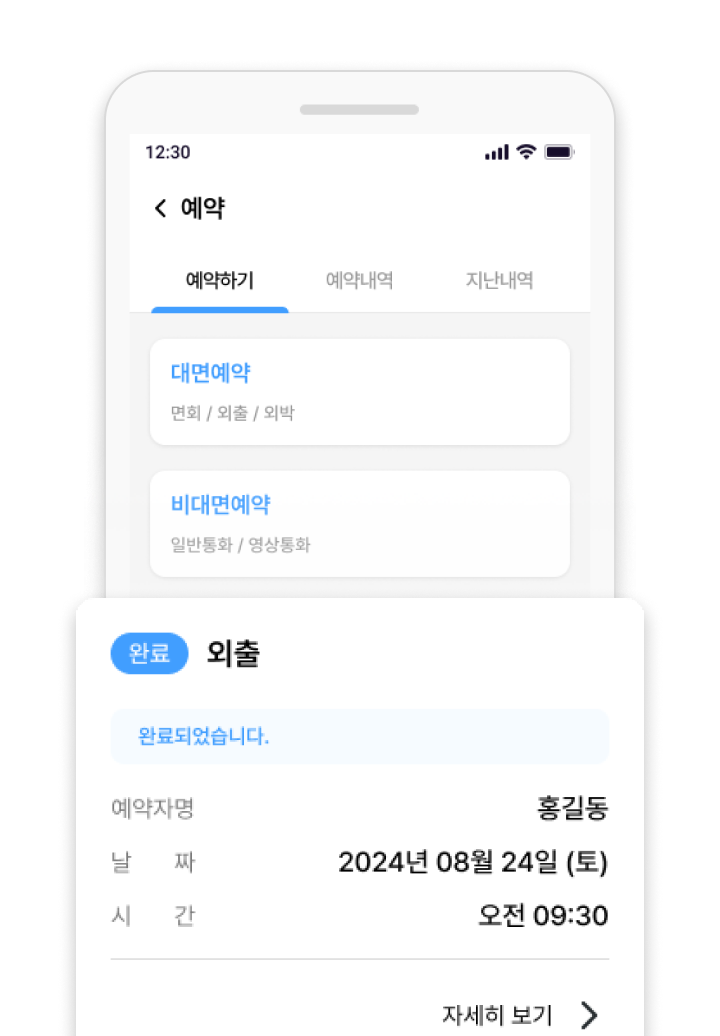 12:30
예약
예약하기 예약내역 지난내역
대면예약
면회 / 외출 / 외박
비대면예약
일반통화 / 영상통화
완료 외출
완료되었습니다.
예약자명 홍길동
날 짜 2024년 08월 24일 (토)
시 간 오전 09:30
자세히 보기